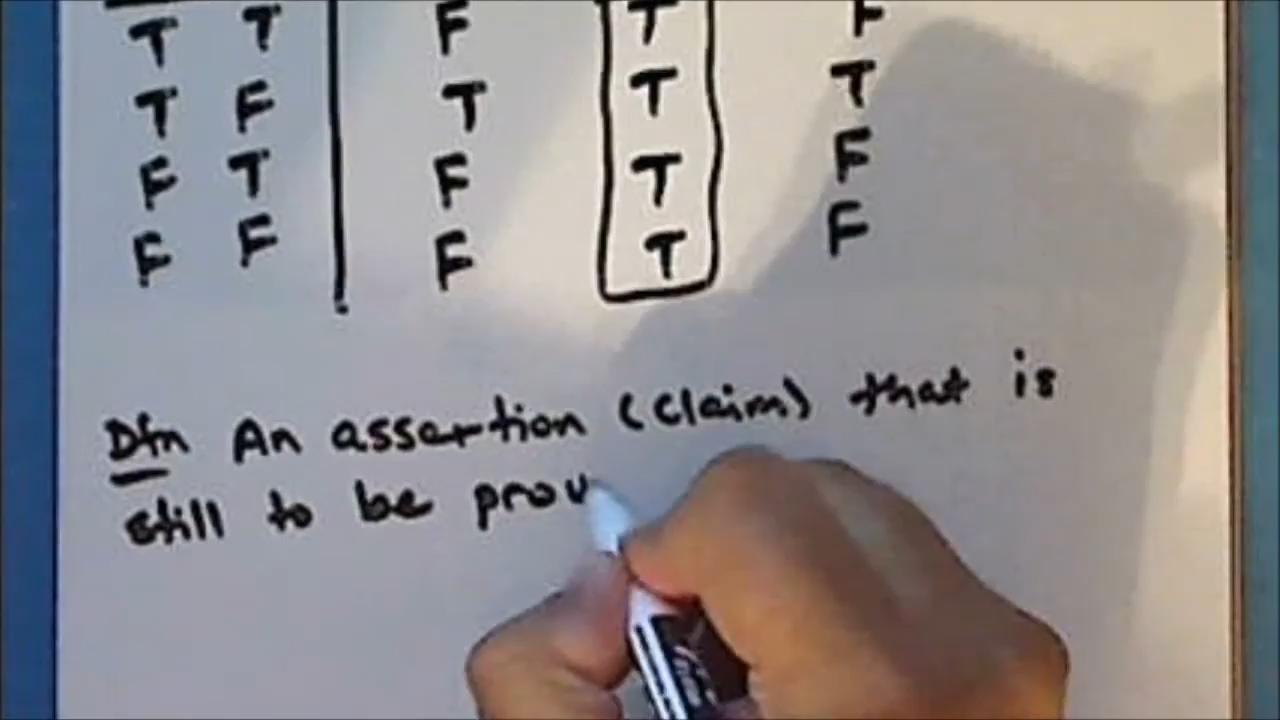 T T F T F
T F T T T
F T F T F
F F F T F
Dfn An assertion (claim) that is
still to be prov